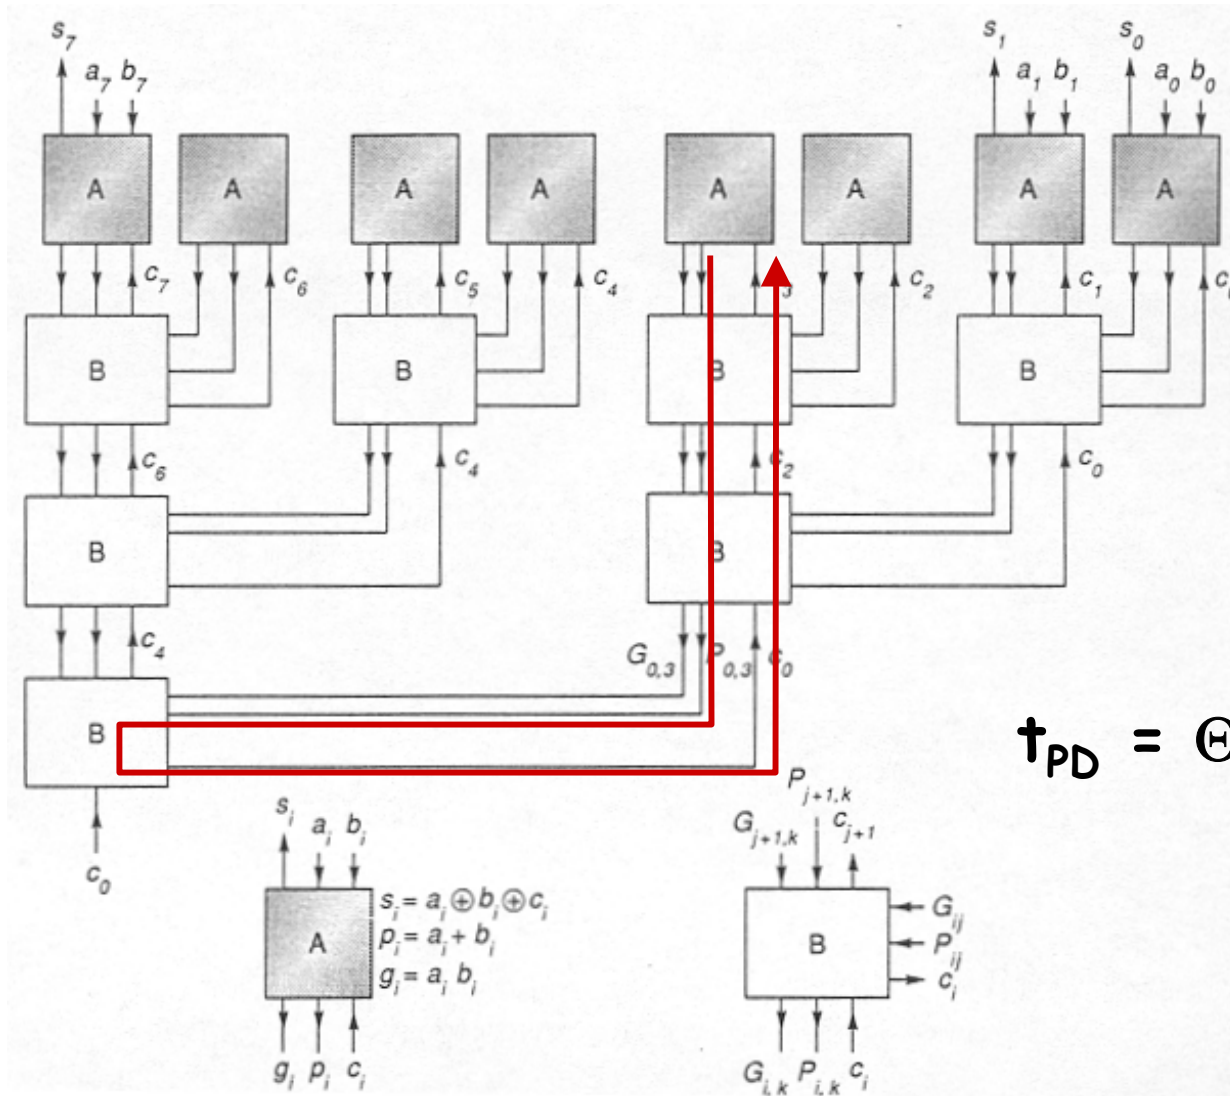 s7 s1 s0
a7 b7 a1 b1 a0 b0
A A A A A A A A
c7 c6 c5 c4 c2 c1
B B B B
c6 c4 c2 c0
B B
c4 G0,3 P0,3 c0
B
tPD = Θ
c0
si ai bi
A
si = ai ⊕ bi ⊕ ci
pi = ai + bi
gi = ai bi
gi pi ci
Pj+1,k
Gj+1,k cj+1
B
Gij
Pij
ci
Gi,k Pi,k ci